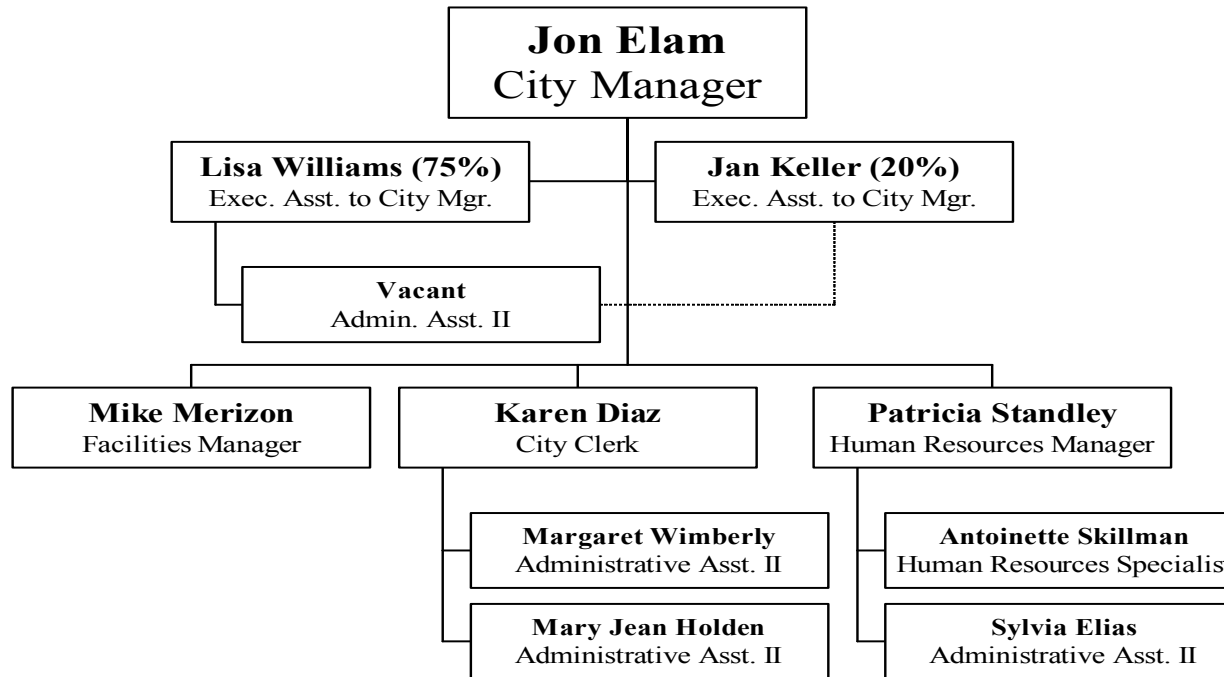 Jon Elam
City Manager
Lisa Williams (75%)
Exec. Asst. to City Mgr.
Jan Keller (20%)
Exec. Asst. to City Mgr.
Vacant
Admin. Asst. II
Mike Merizon
Facilities Manager
Karen Diaz
City Clerk
Patricia Standley
Human Resources Manager
Margaret Wimberly
Administrative Asst. II
Mary Jean Holden
Administrative Asst. II
Antoinette Skillman
Human Resources Specialis
Sylvia Elias
Administrative Asst. II